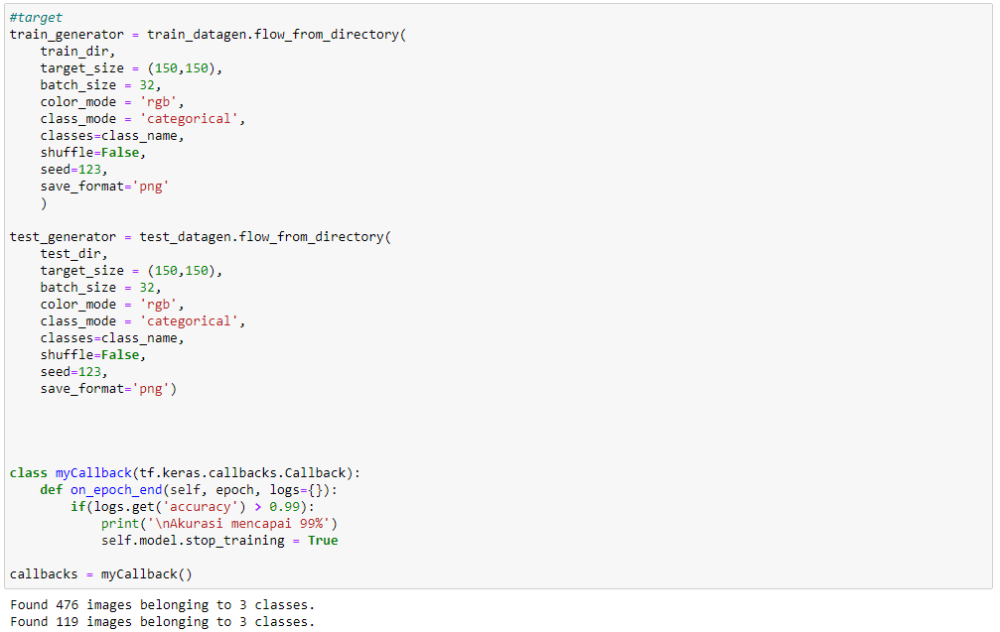 #target
train_generator = train_datagen.flow_from_directory(
    train_dir,
    target_size = (150,150),
    batch_size = 32,
    color_mode = 'rgb',
    class_mode = 'categorical',
    classes=class_name,
    shuffle=False,
    seed=123,
    save_format='png'
    )
test_generator = test_datagen.flow_from_directory(
    test_dir,
    target_size = (150,150),
    batch_size = 32,
    color_mode = 'rgb',
    class_mode = 'categorical',
    classes=class_name,
    shuffle=False,
    seed=123,
    save_format='png')
class myCallback(tf.keras.callbacks.Callback):
    def on_epoch_end(self, epoch, logs={}):
        if(logs.get('accuracy') > 0.99):
            print('\nAkurasi mencapai 99%')
            self.model.stop_training = True
callbacks = myCallback()
Found 476 images belonging to 3 classes.
Found 119 images belonging to 3 classes.